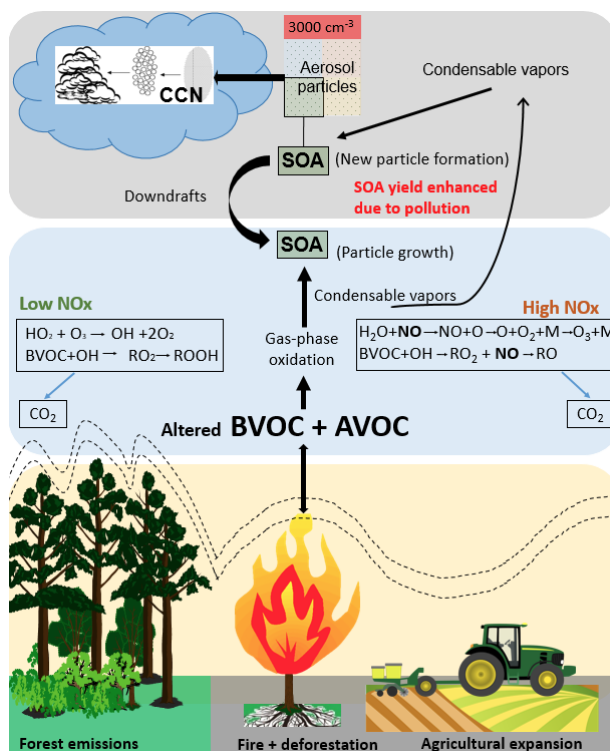 3000 cm⁻³
Aerosol
particles
CCN
Condensable vapors
SOA
(New particle formation)
SOA yield enhanced
due to pollution
Downdrafts
SOA
(Particle growth)
Condensable vapors
Low NOx
High NOx
HO₂ + O₃ → OH +2O₂
BVOC+OH → RO₂→ ROOH
Gas-phase
oxidation
H₂O+NO→NO+O→O+O₂+M→O₃+M
BVOC+OH→RO₂ + NO→RO
CO₂
CO₂
Altered BVOC + AVOC
Forest emissions
Fire + deforestation
Agricultural expansion